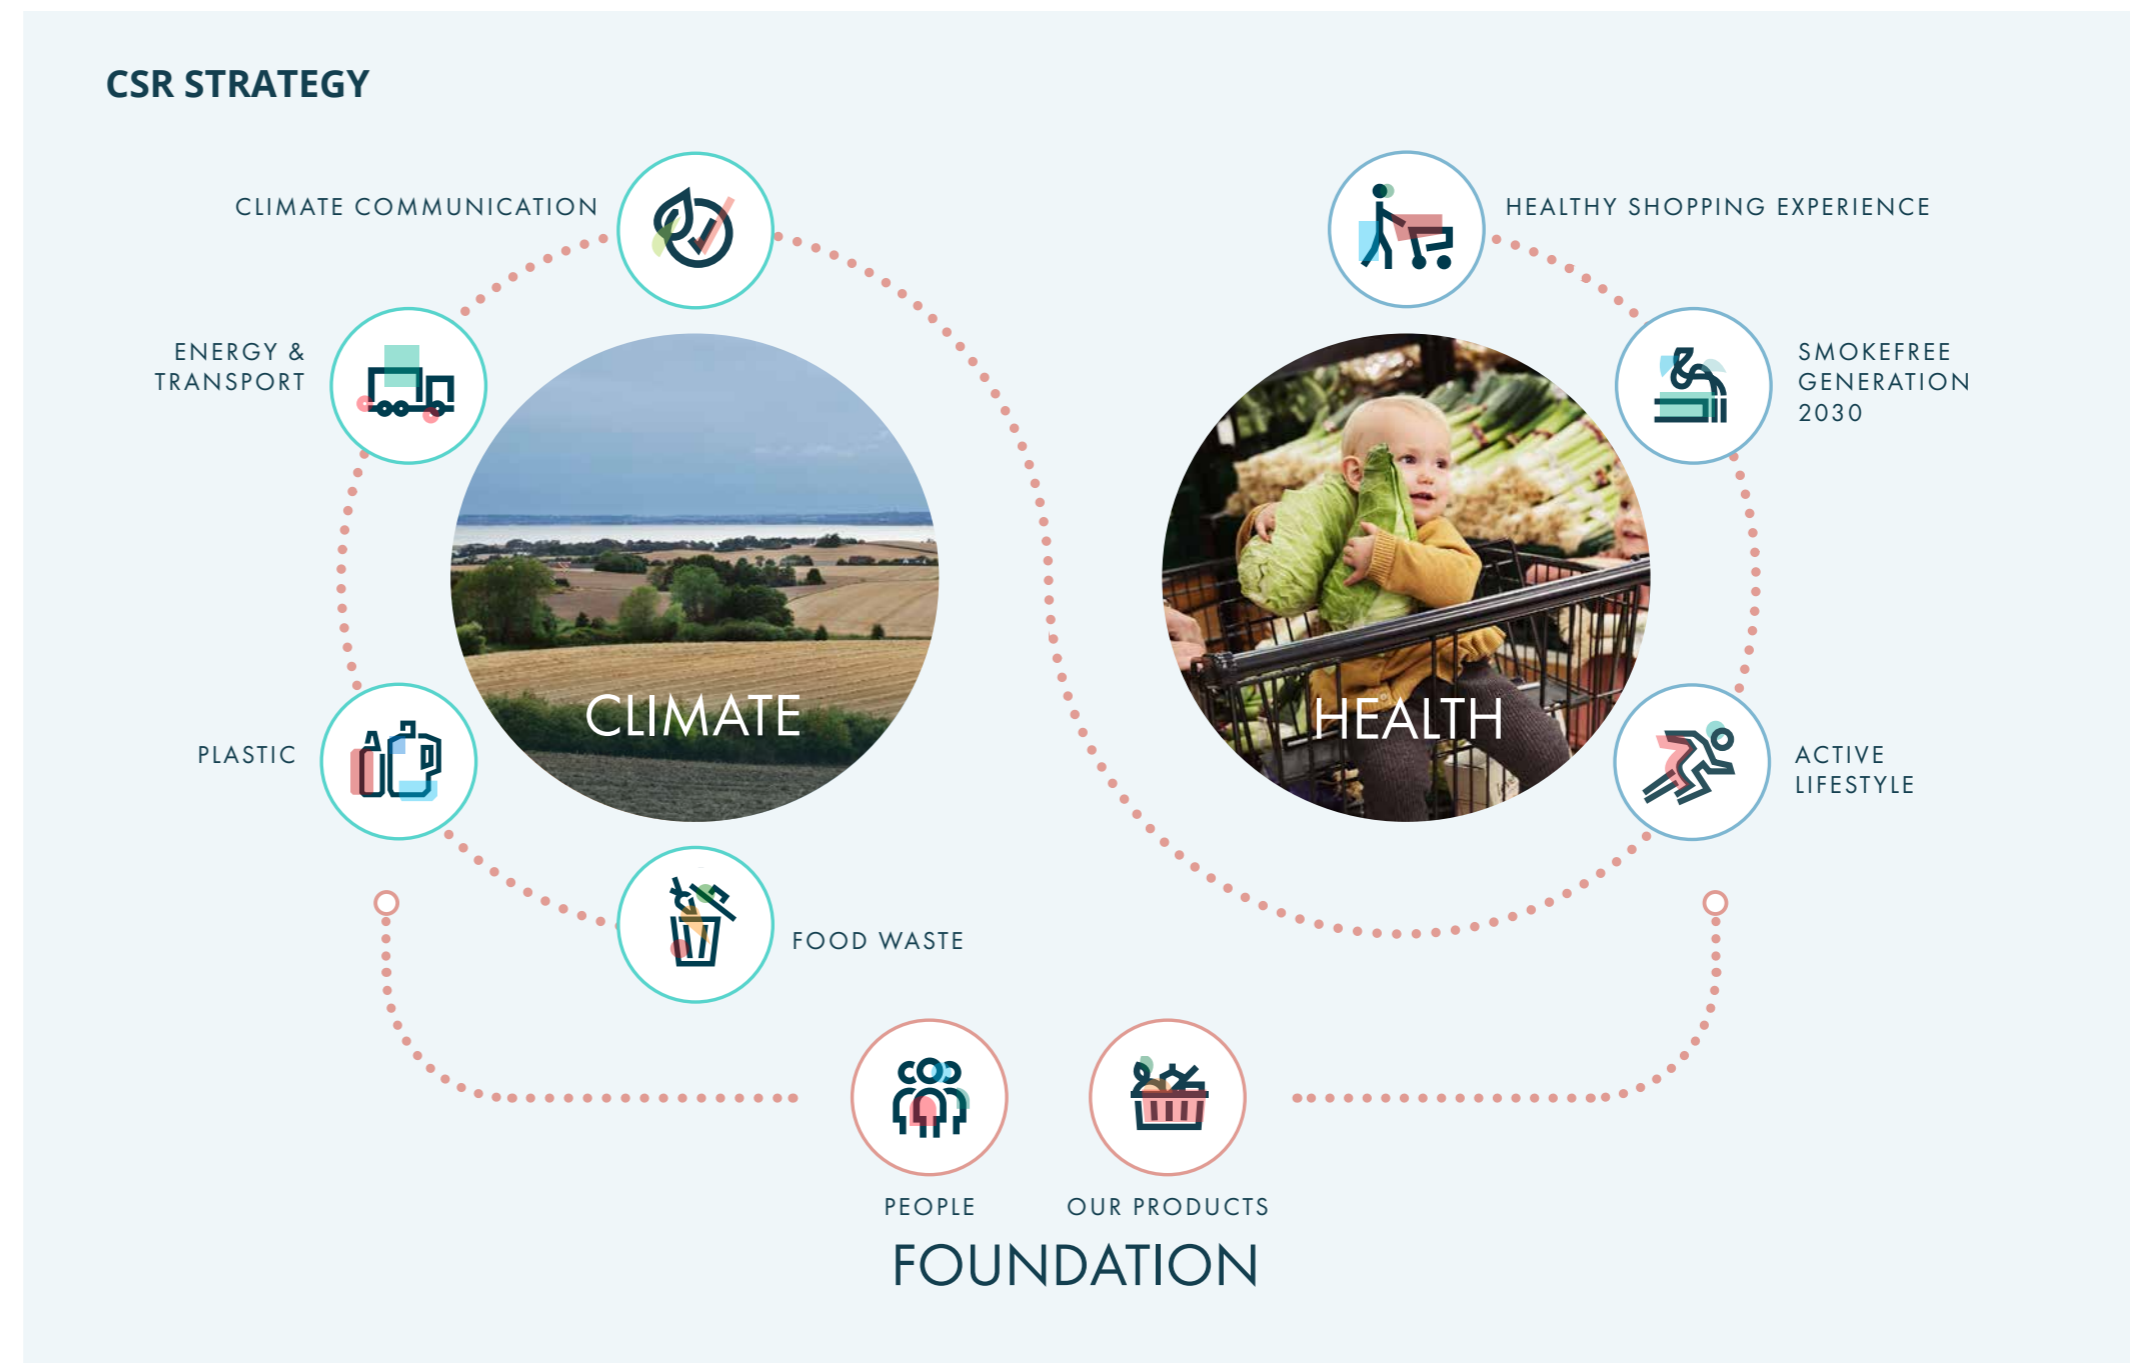 CSR STRATEGY
CLIMATE COMMUNICATION
ENERGY &
TRANSPORT
PLASTIC
FOOD WASTE
CLIMATE
HEALTHY SHOPPING EXPERIENCE
SMOKEFREE
GENERATION
2030
ACTIVE
LIFESTYLE
HEALTH
PEOPLE
OUR PRODUCTS
FOUNDATION